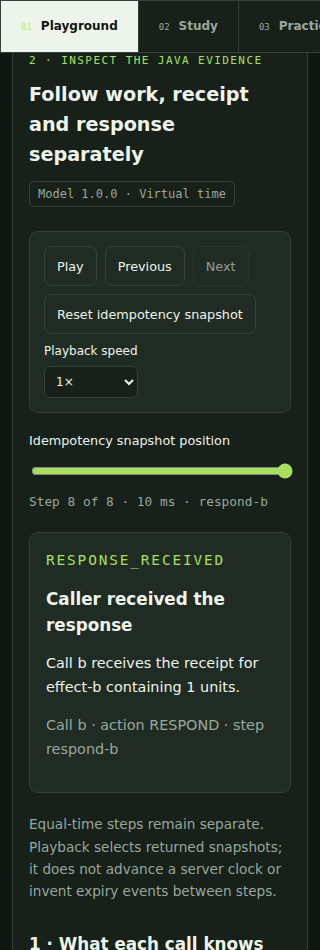 01 Playground
02 Study
03 Practi
2 · INSPECT THE JAVA EVIDENCE
Follow work, receipt
and response
separately
Model 1.0.0 · Virtual time
Play
Previous
Next
Reset idempotency snapshot
Playback speed
1×
Idempotency snapshot position
Step 8 of 8 · 10 ms · respond-b
RESPONSE_RECEIVED
Caller received the
response
Call b receives the receipt for
effect-b containing 1 units.
Call b · action RESPOND · step
respond-b
Equal-time steps remain separate.
Playback selects returned snapshots;
it does not advance a server clock or
invent expiry events between steps.
1 · What each call knows